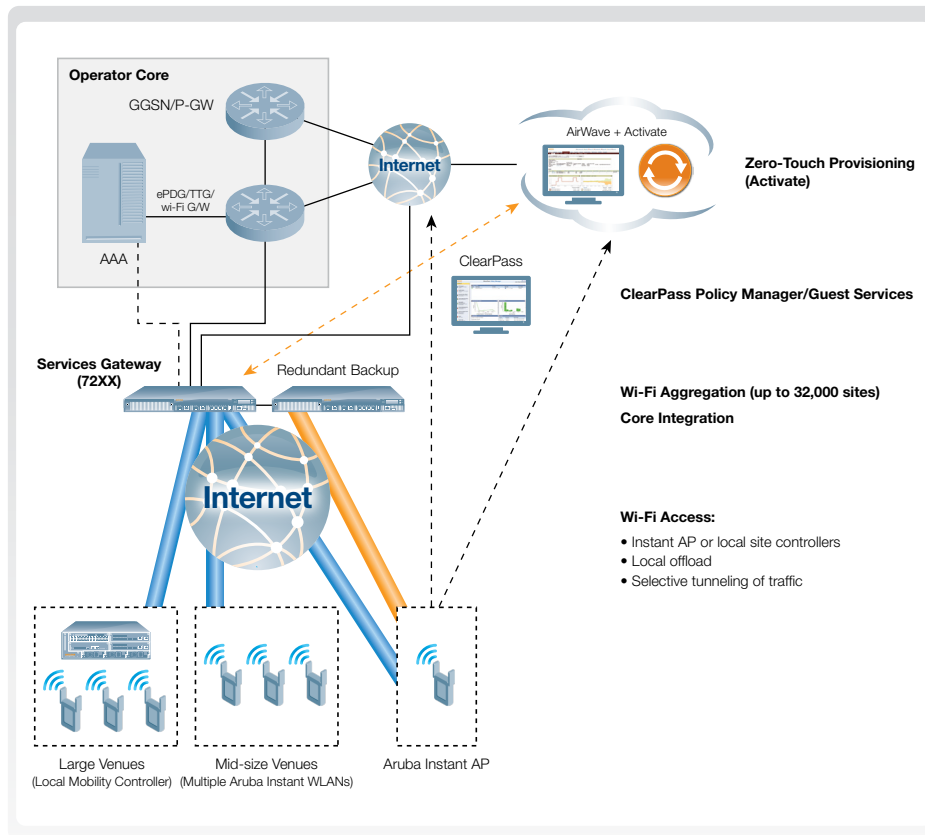 Operator Core
GGSN/P-GW
AirWave + Activate
Internet
Zero-Touch Provisioning
(Activate)
ePDG/TTG/
wi-Fi G/W
AAA
ClearPass
ClearPass Policy Manager/Guest Services
Services Gateway
(72XX)
Redundant Backup
Wi-Fi Aggregation (up to 32,000 sites)
Core Integration
Internet
Wi-Fi Access:
• Instant AP or local site controllers
• Local offload
• Selective tunneling of traffic
Large Venues
(Local Mobility Controller)
Mid-size Venues
(Multiple Aruba Instant WLANs)
Aruba Instant AP